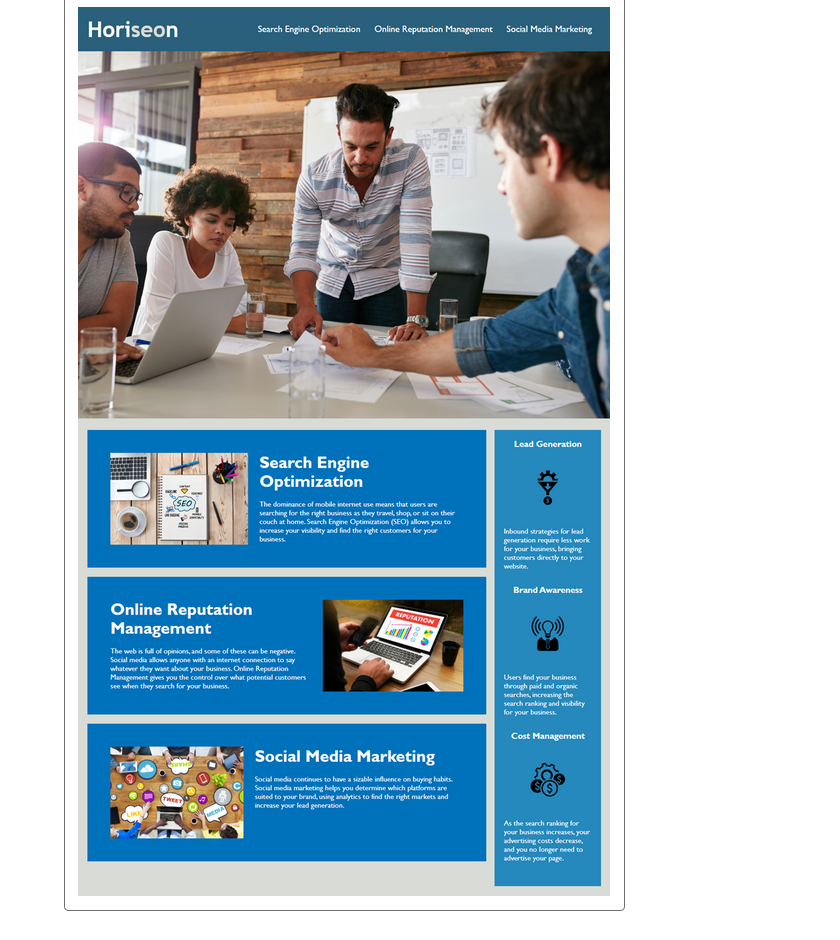 Horiseon
Search Engine Optimization
Online Reputation Management
Social Media Marketing
SEO
Search Engine
Optimization
The dominance of mobile internet use means that users are
searching for the right business as they travel, shop, or sit on their
couch at home. Search Engine Optimization (SEO) allows you to
increase your visibility and find the right customers for your
business.
Online Reputation
Management
The web is full of opinions, and some of these can be negative.
Social media allows anyone with an internet connection to say
whatever they want about your business. Online Reputation
Management gives you the control over what potential customers
see when they search for your business.
REPUTATION
TWEET
LIKE
MEDIA
Social Media Marketing
Social media continues to have a sizable influence on buying habits.
Social media marketing helps you determine which platforms are
suited to your brand, using analytics to find the right markets and
increase your lead generation.
Lead Generation
Inbound strategies for lead
generation require less work
for your business, bringing
customers directly to your
website.
Brand Awareness
Users find your business
through paid and organic
searches, increasing the
search ranking and visibility
for your business.
Cost Management
As the search ranking for
your business increases, your
advertising costs decrease,
and you no longer need to
advertise your page.